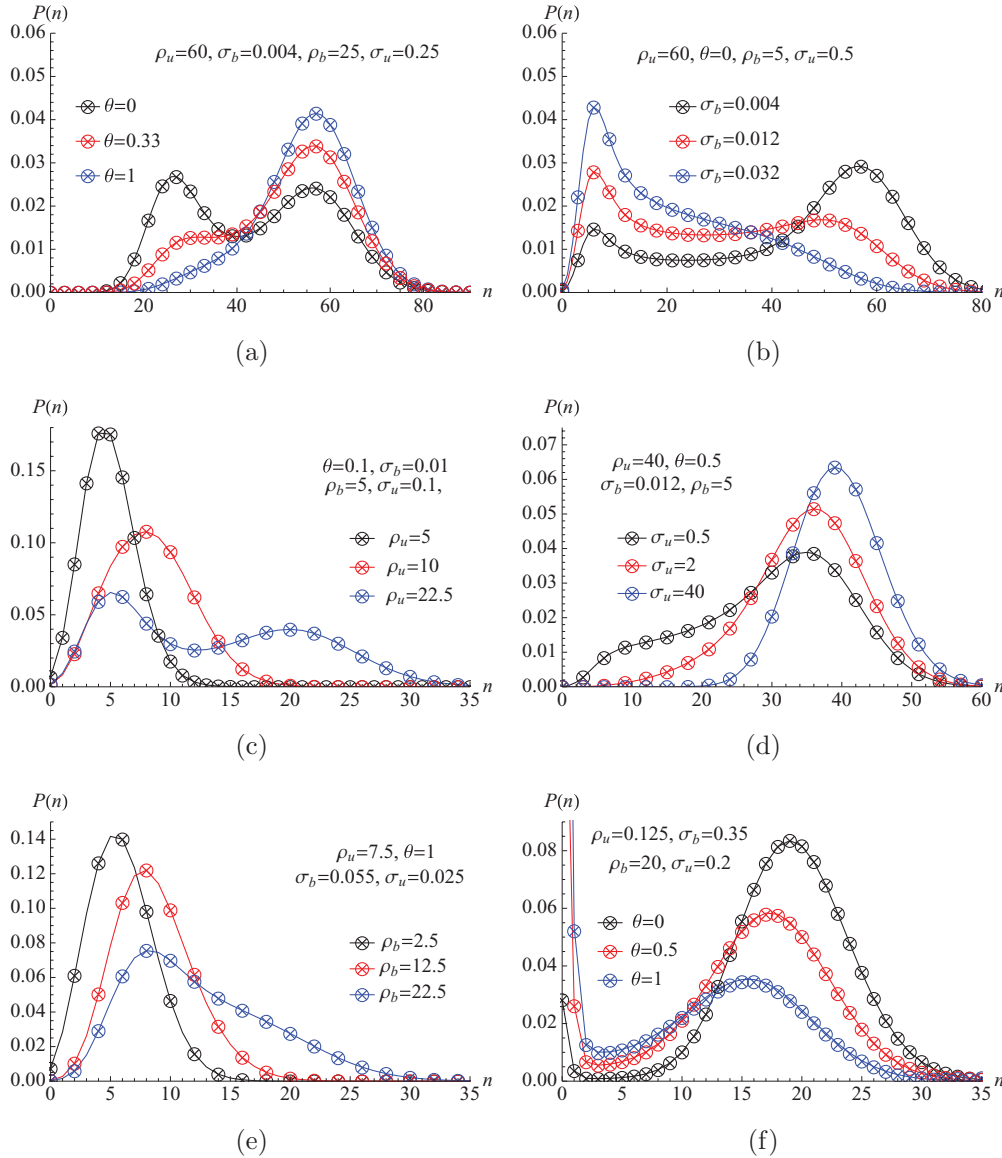 P(n)
0.06
0.05
0.04
0.03
0.02
0.01
0.00
0 20 40 60 80 n
ρu=60, σb=0.004, ρb=25, σu=0.25
θ=0
θ=0.33
θ=1
(a)
P(n)
0.06
0.05
0.04
0.03
0.02
0.01
0.00
0 20 40 60 80 n
ρu=60, θ=0, ρb=5, σu=0.5
σb=0.004
σb=0.012
σb=0.032
(b)
P(n)
0.15
0.10
0.05
0.00
0 5 10 15 20 25 30 35 n
θ=0.1, σb=0.01
ρb=5, σu=0.1,
ρu=5
ρu=10
ρu=22.5
(c)
P(n)
0.07
0.06
0.05
0.04
0.03
0.02
0.01
0.00
0 10 20 30 40 50 60 n
ρu=40, θ=0.5
σb=0.012, ρb=5
σu=0.5
σu=2
σu=40
(d)
P(n)
0.14
0.12
0.10
0.08
0.06
0.04
0.02
0.00
0 5 10 15 20 25 30 35 n
ρu=7.5, θ=1
σb=0.055, σu=0.025
ρb=2.5
ρb=12.5
ρb=22.5
(e)
P(n)
0.08
0.06
0.04
0.02
0.00
0 5 10 15 20 25 30 35 n
ρu=0.125, σb=0.35
ρb=20, σu=0.2
θ=0
θ=0.5
θ=1
(f)